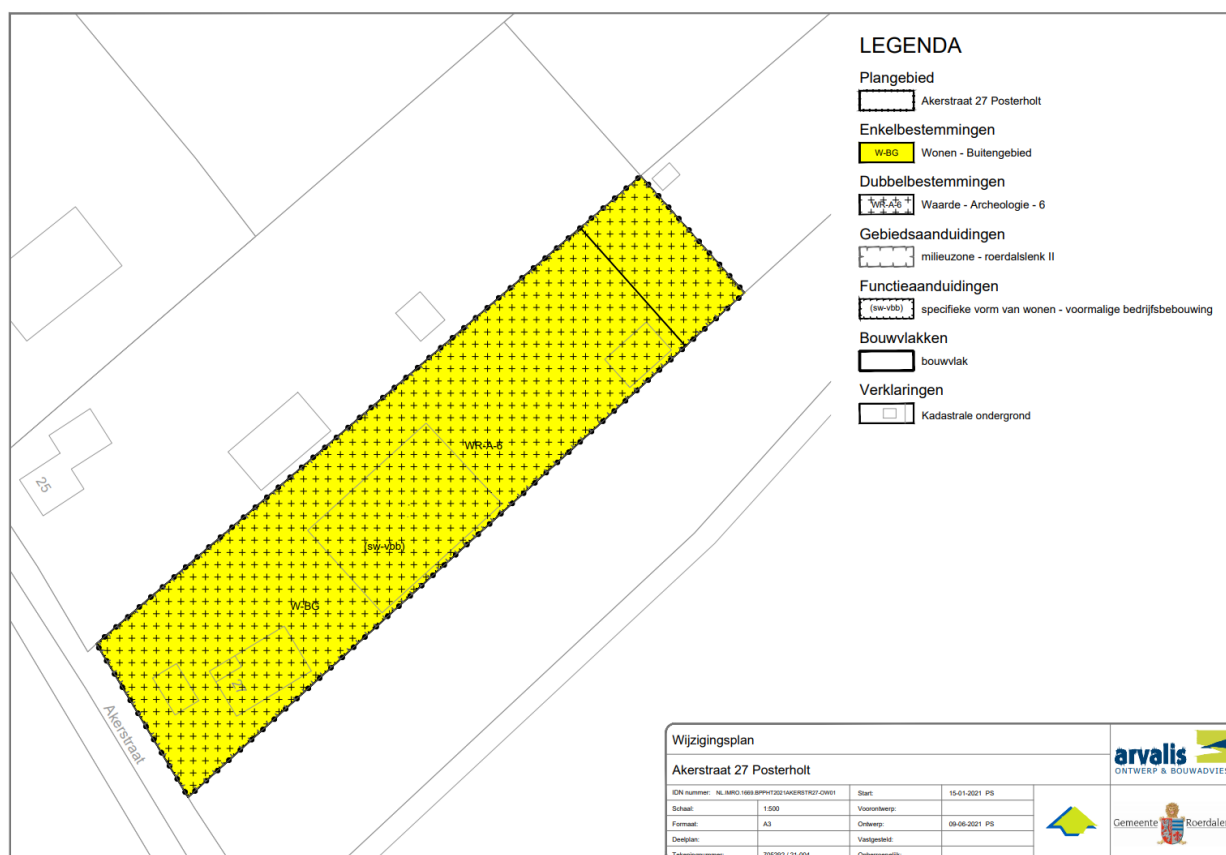 LEGENDA
Plangebied
Akerstraat 27 Posterholt
Enkelbestemmingen
W-BG Wonen - Buitengebied
Dubbelbestemmingen
WR-A-6 Waarde - Archeologie - 6
Gebiedsaanduidingen
milieuzone - roerdalslenk II
Functieaanduidingen
(sw-vbb) specifieke vorm van wonen - voormalige bedrijfsbebouwing
Bouwvlakken
bouwvlak
Verklaringen
Kadastrale ondergrond
WR-A-6
(sw-vbb)
W-BG
25
27
Akerstraat
Wijzigingsplan
Akerstraat 27 Posterholt
IDN nummer: NL.IMRO.1669.BPPHT2021AKERSTR27-OW01 Start: 15-01-2021 PS
Schaal: 1:500 Voorontwerp:
Formaat: A3 Ontwerp: 09-06-2021 PS
Deelplan: Vastgesteld:
arvalis
ONTWERP & BOUWADVIES
Gemeente Roerdalen